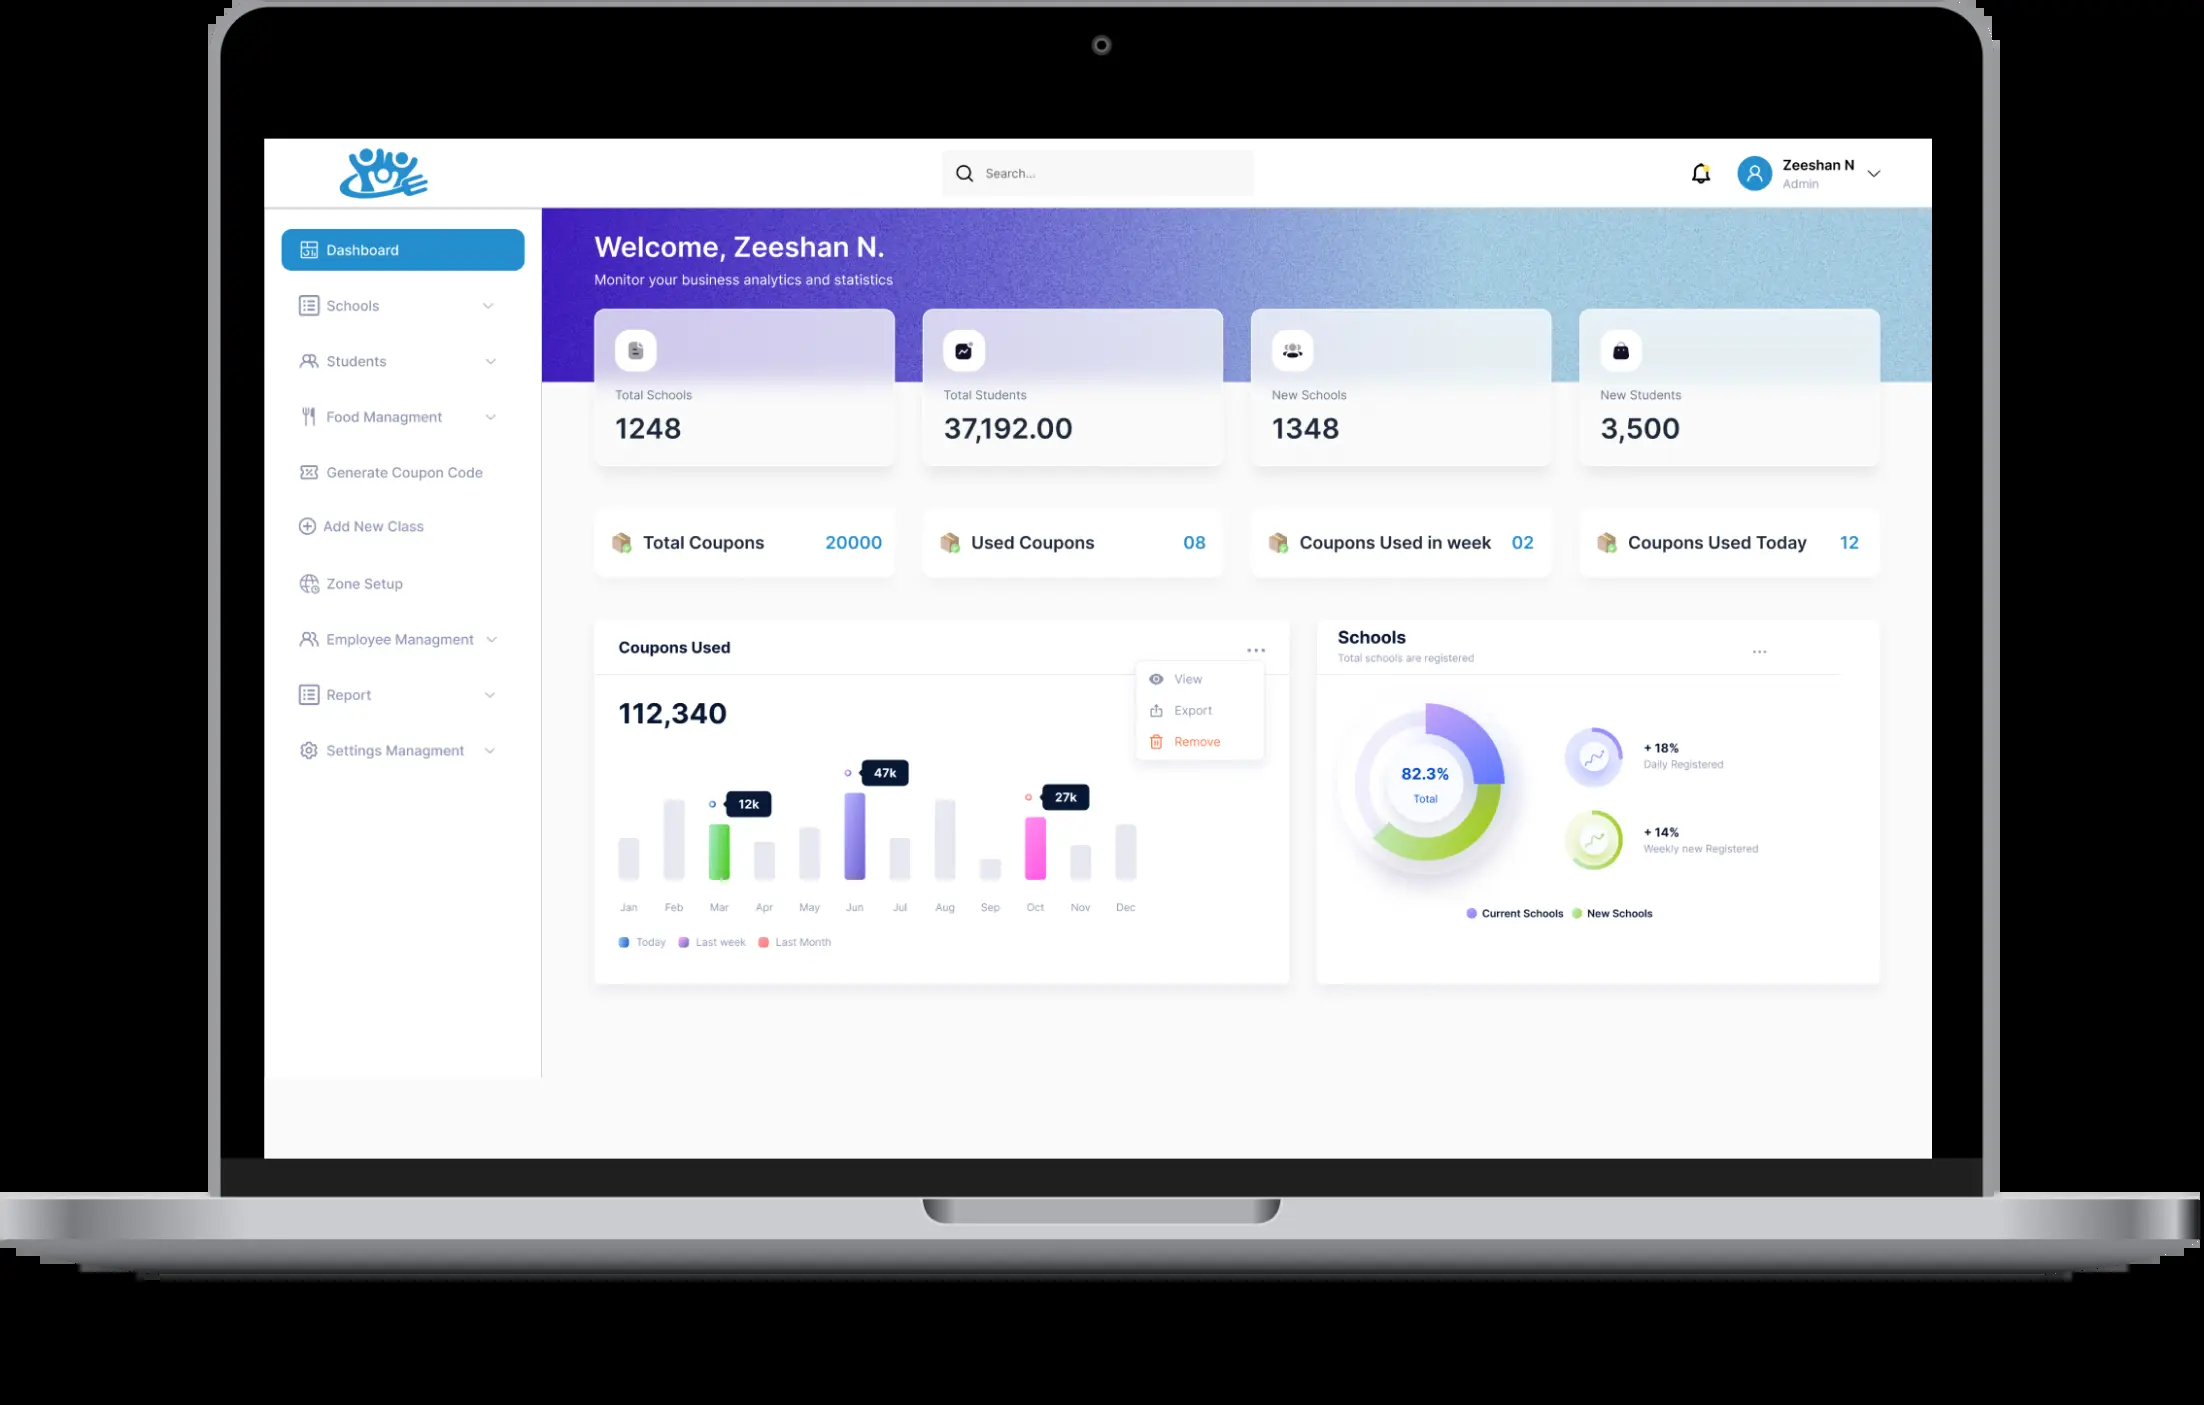 Search...
Zeeshan N
Admin
Dashboard
Schools
Students
Food Managment
Generate Coupon Code
Add New Class
Zone Setup
Employee Managment
Report
Settings Managment
Welcome, Zeeshan N.
Monitor your business analytics and statistics
Total Schools
1248
Total Students
37,192.00
New Schools
1348
New Students
3,500
Total Coupons 20000
Used Coupons 08
Coupons Used in week 02
Coupons Used Today 12
Coupons Used
View
Export
Remove
112,340
47k
12k
27k
Jan Feb Mar Apr May Jun Jul Aug Sep Oct Nov Dec
Today Last week Last Month
Schools
Total schools are registered
82.3%
Total
+ 18%
Daily Registered
+ 14%
Weekly new Registered
Current Schools New Schools